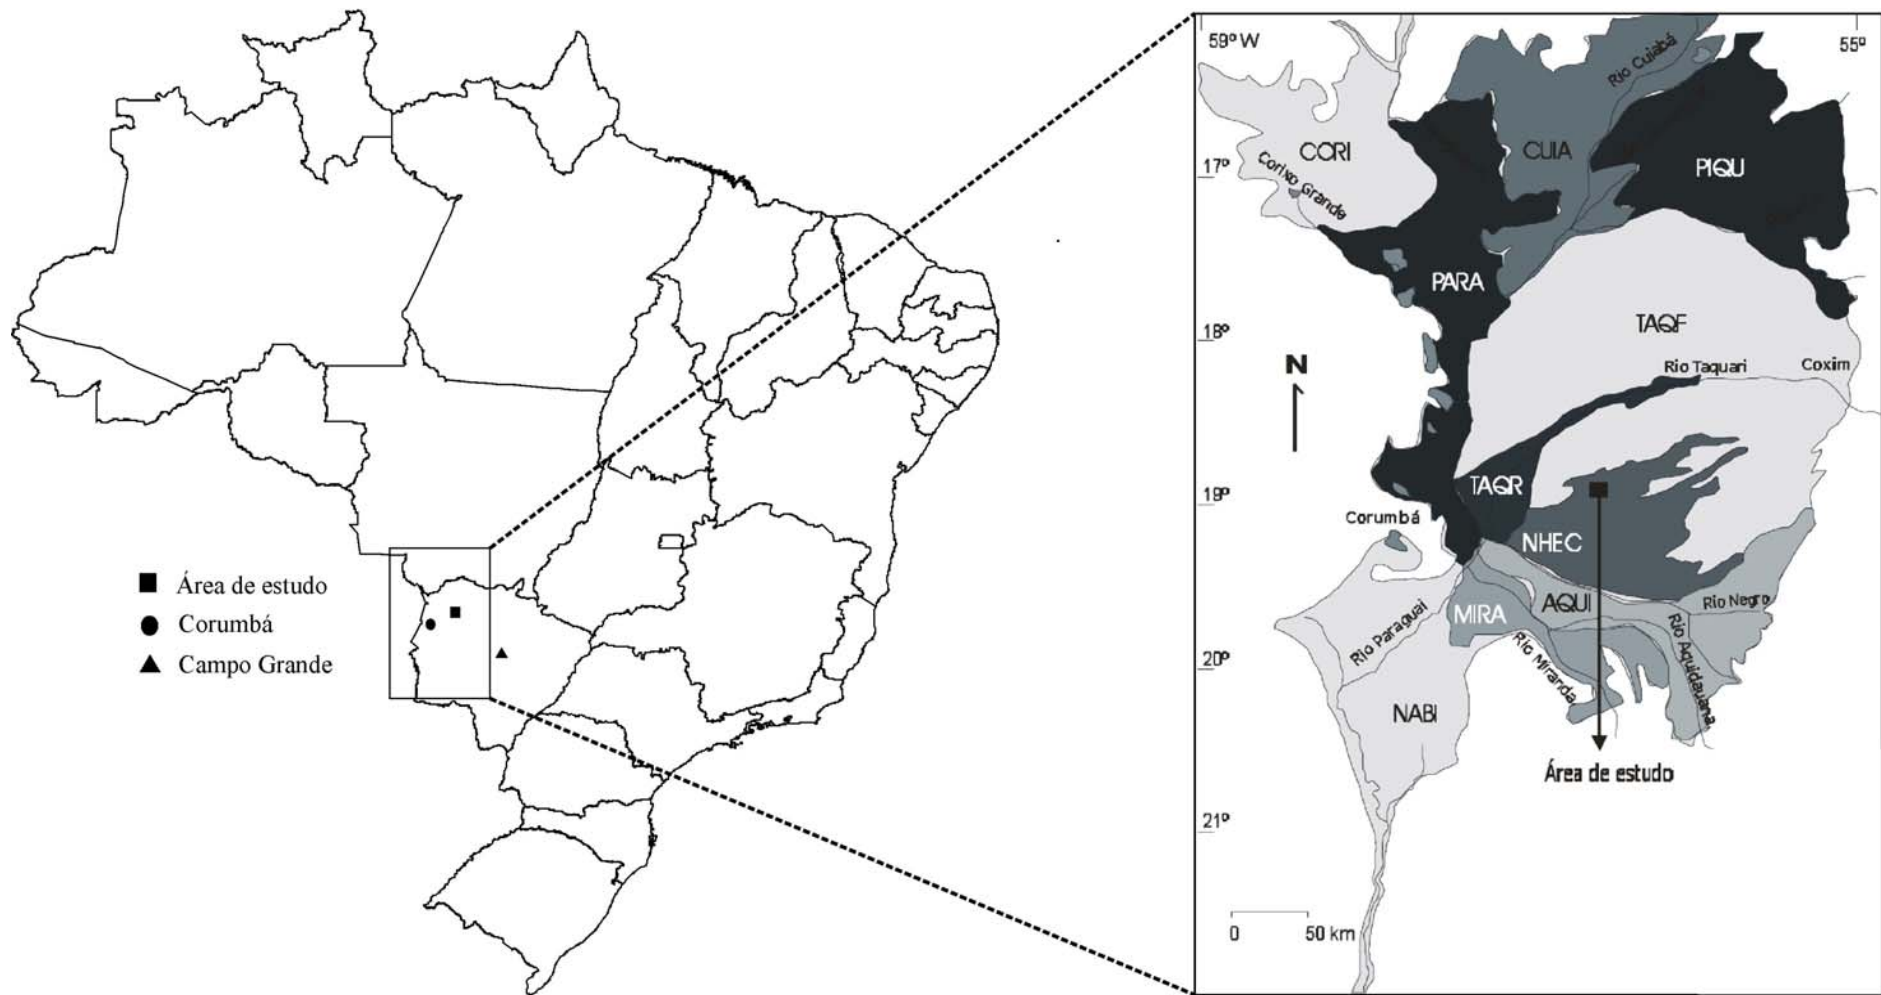 Área de estudo
Corumbá
Campo Grande
59º W
55º
Rio Cuiabá
CORI
CUIA
PIQU
17º
Corixo Grande
PARA
TAQF
18º
N
Rio Taquari
Coxim
TAQR
19º
Corumbá
NHEC
AQUI
Rio Negro
MIRA
Rio Paraguai
Rio Miranda
Rio Aquidauana
20º
NABI
Área de estudo
21º
0 50 km